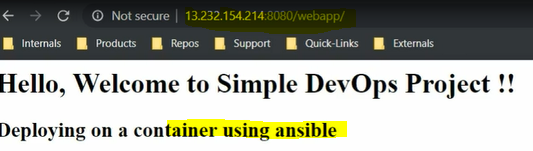 Not secure | 13.232.154.214:8080/webapp/
Internals Products Repos Support Quick-Links Externals
Hello, Welcome to Simple DevOps Project !!
Deploying on a container using ansible